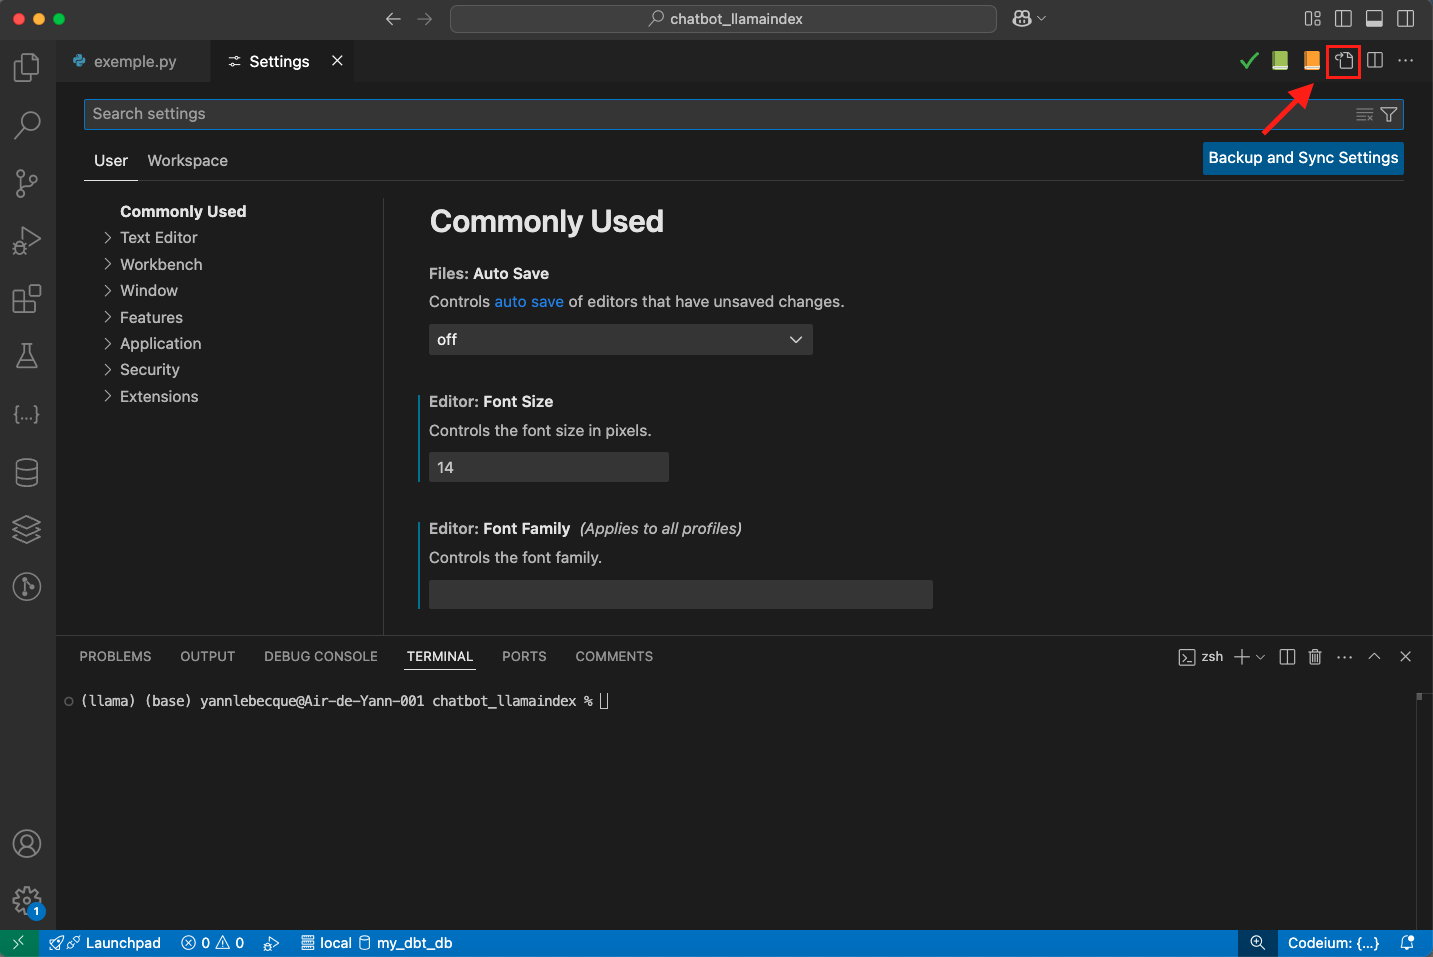 chatbot_llamaindex
exemple.py
Settings
Search settings
User Workspace
Backup and Sync Settings
Commonly Used
Text Editor
Workbench
Window
Features
Application
Security
Extensions
Commonly Used
Files: Auto Save
Controls auto save of editors that have unsaved changes.
off
Editor: Font Size
Controls the font size in pixels.
14
Editor: Font Family (Applies to all profiles)
Controls the font family.
PROBLEMS OUTPUT DEBUG CONSOLE TERMINAL PORTS COMMENTS
zsh
(llama) (base) yannlebecque@Air-de-Yann-001 chatbot_llamaindex %
1
Launchpad 0 0 local my_dbt_db Codeium: {...}